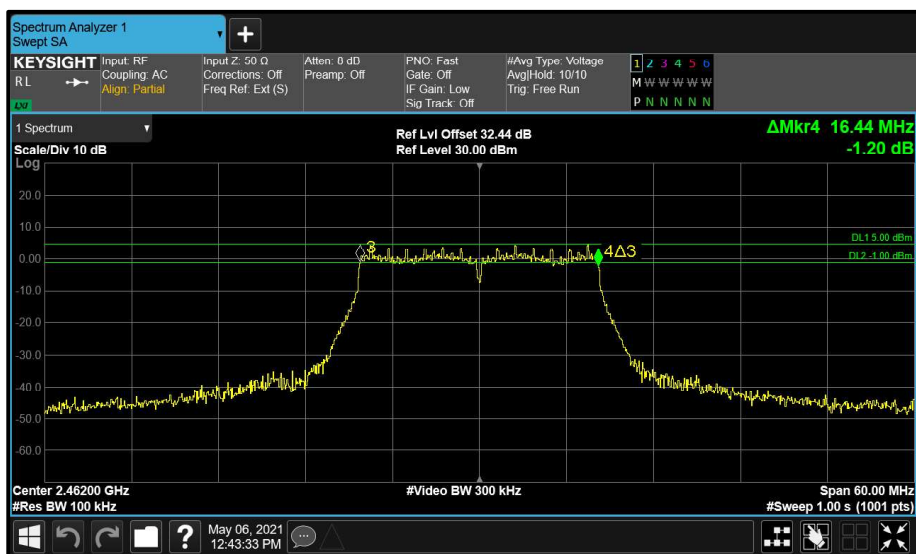 Spectrum Analyzer 1
Swept SA
KEYSIGHT
RL
LXI
Input: RF
Coupling: AC
Align: Partial
Input Z: 50 Ω
Corrections: Off
Freq Ref: Ext (S)
Atten: 0 dB
Preamp: Off
PNO: Fast
Gate: Off
IF Gain: Low
Sig Track: Off
#Avg Type: Voltage
Avg|Hold: 10/10
Trig: Free Run
1 2 3 4 5 6
M W W W W W
P N N N N N
1 Spectrum
Scale/Div 10 dB
Ref Lvl Offset 32.44 dB
Ref Level 30.00 dBm
ΔMkr4 16.44 MHz
-1.20 dB
Log
20.0
10.0
0.00
-10.0
-20.0
-30.0
-40.0
-50.0
-60.0
3
4Δ3
DL1 5.00 dBm
DL2 -1.00 dBm
Center 2.46200 GHz
#Res BW 100 kHz
#Video BW 300 kHz
Span 60.00 MHz
#Sweep 1.00 s (1001 pts)
?
May 06, 2021
12:43:33 PM